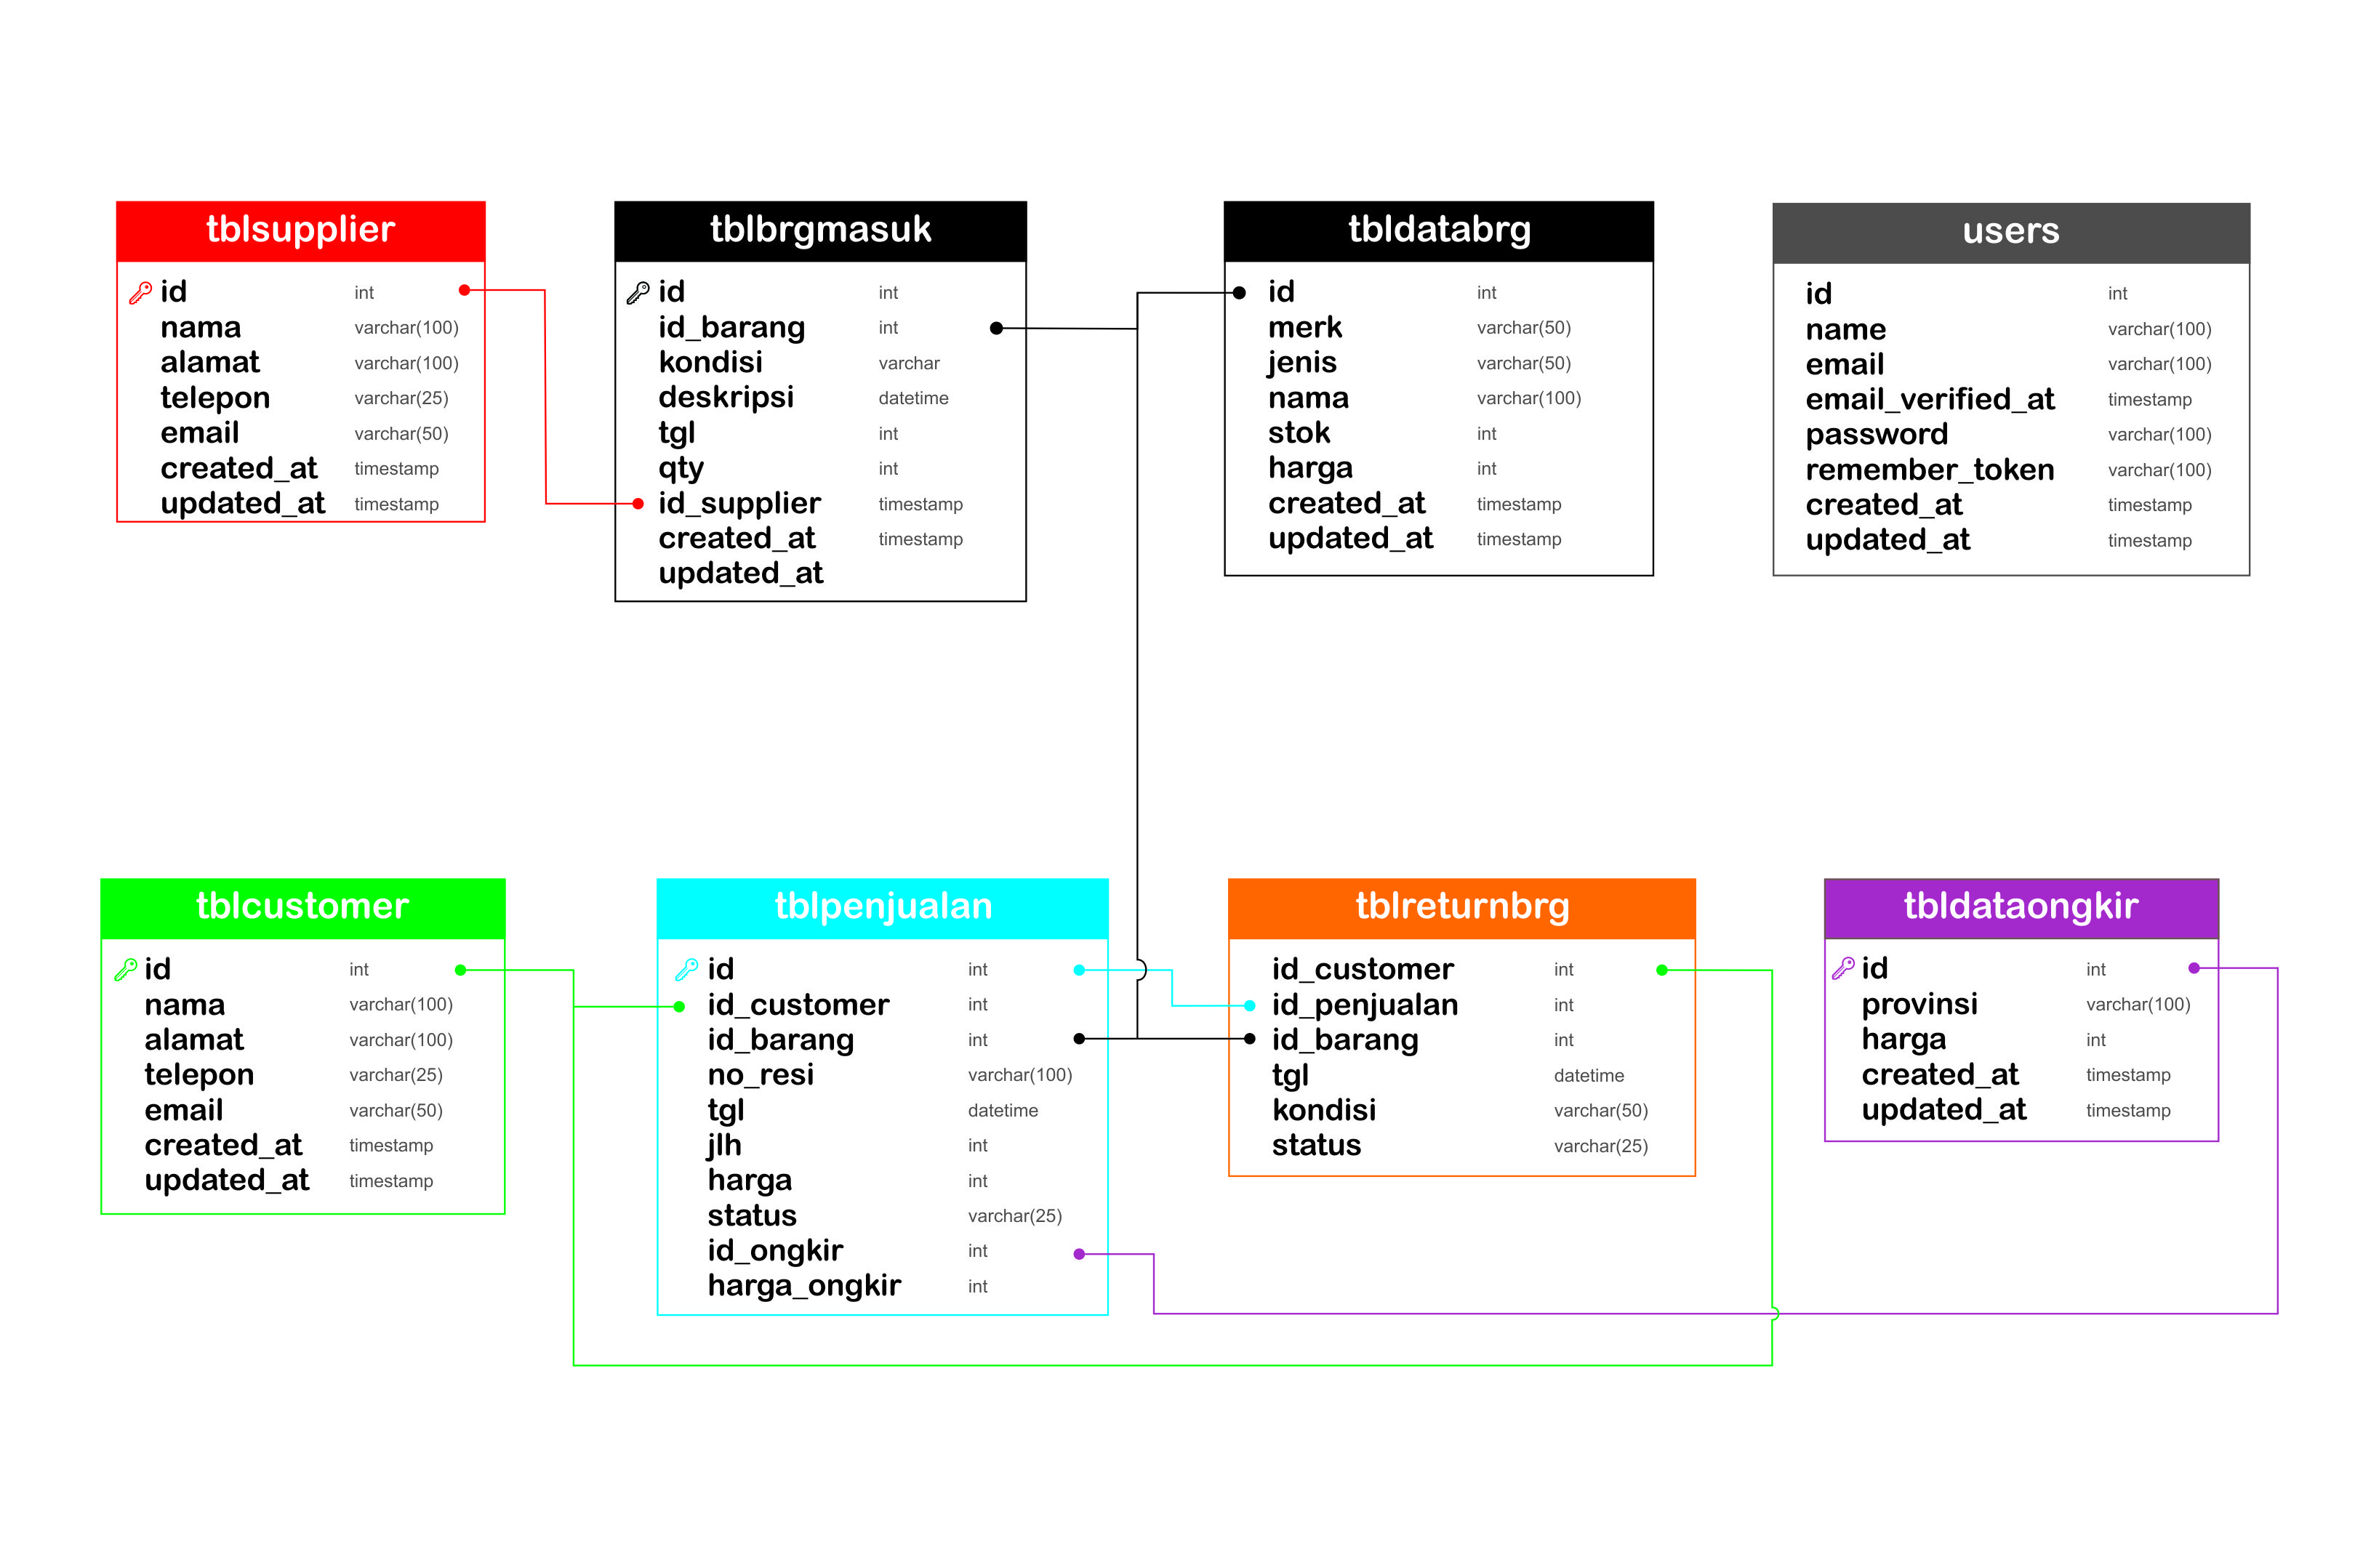 tblsupplier
id int
nama varchar(100)
alamat varchar(100)
telepon varchar(25)
email varchar(50)
created_at timestamp
updated_at timestamp
tblbrgmasuk
id int
id_barang int
kondisi varchar
deskripsi datetime
tgl int
qty int
id_supplier timestamp
created_at timestamp
updated_at
tbldatabrg
id int
merk varchar(50)
jenis varchar(50)
nama varchar(100)
stok int
harga int
created_at timestamp
updated_at timestamp
users
id int
name varchar(100)
email varchar(100)
email_verified_at timestamp
password varchar(100)
remember_token varchar(100)
created_at timestamp
updated_at timestamp
tblcustomer
id int
nama varchar(100)
alamat varchar(100)
telepon varchar(25)
email varchar(50)
created_at timestamp
updated_at timestamp
tblpenjualan
id int
id_customer int
id_barang int
no_resi varchar(100)
tgl datetime
jlh int
harga int
status varchar(25)
id_ongkir int
harga_ongkir int
tblreturnbrg
id_customer int
id_penjualan int
id_barang int
tgl datetime
kondisi varchar(50)
status varchar(25)
tbldataongkir
id int
provinsi varchar(100)
harga int
created_at timestamp
updated_at timestamp